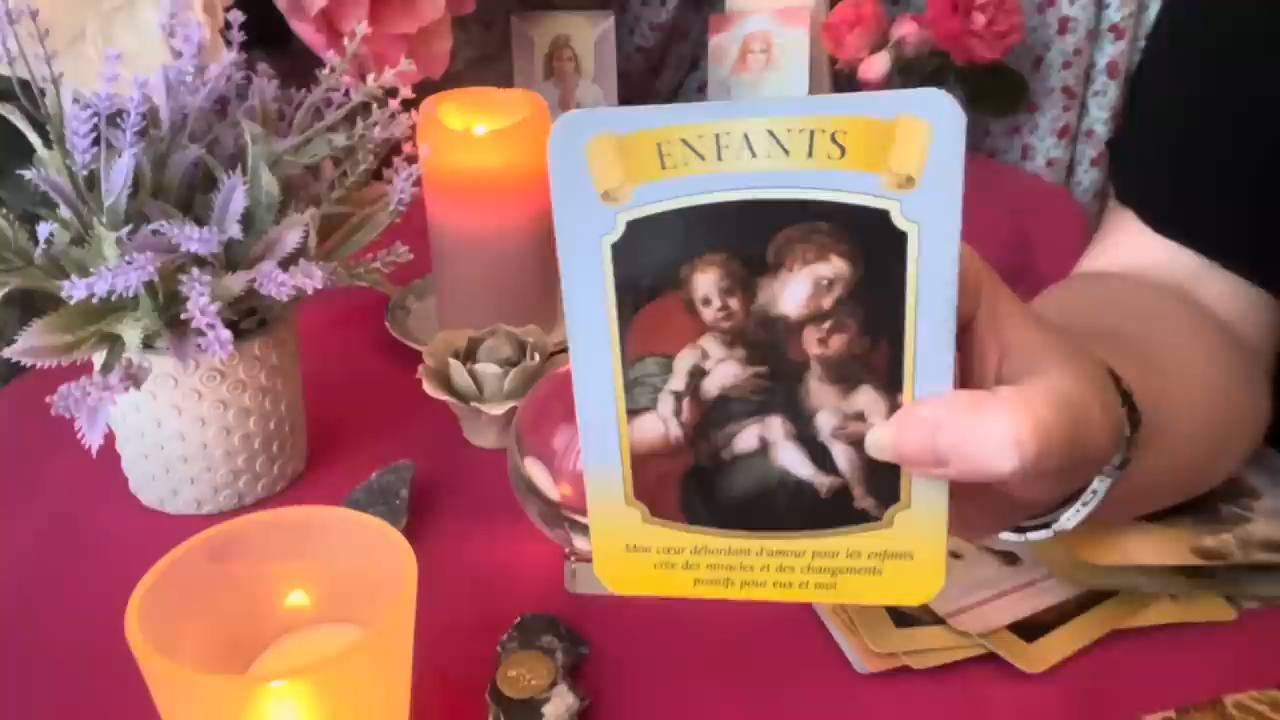 ENFANTS
Mon cœur débordant d'amour pour les enfants
crée des miracles et des changements
positifs pour eux et moi